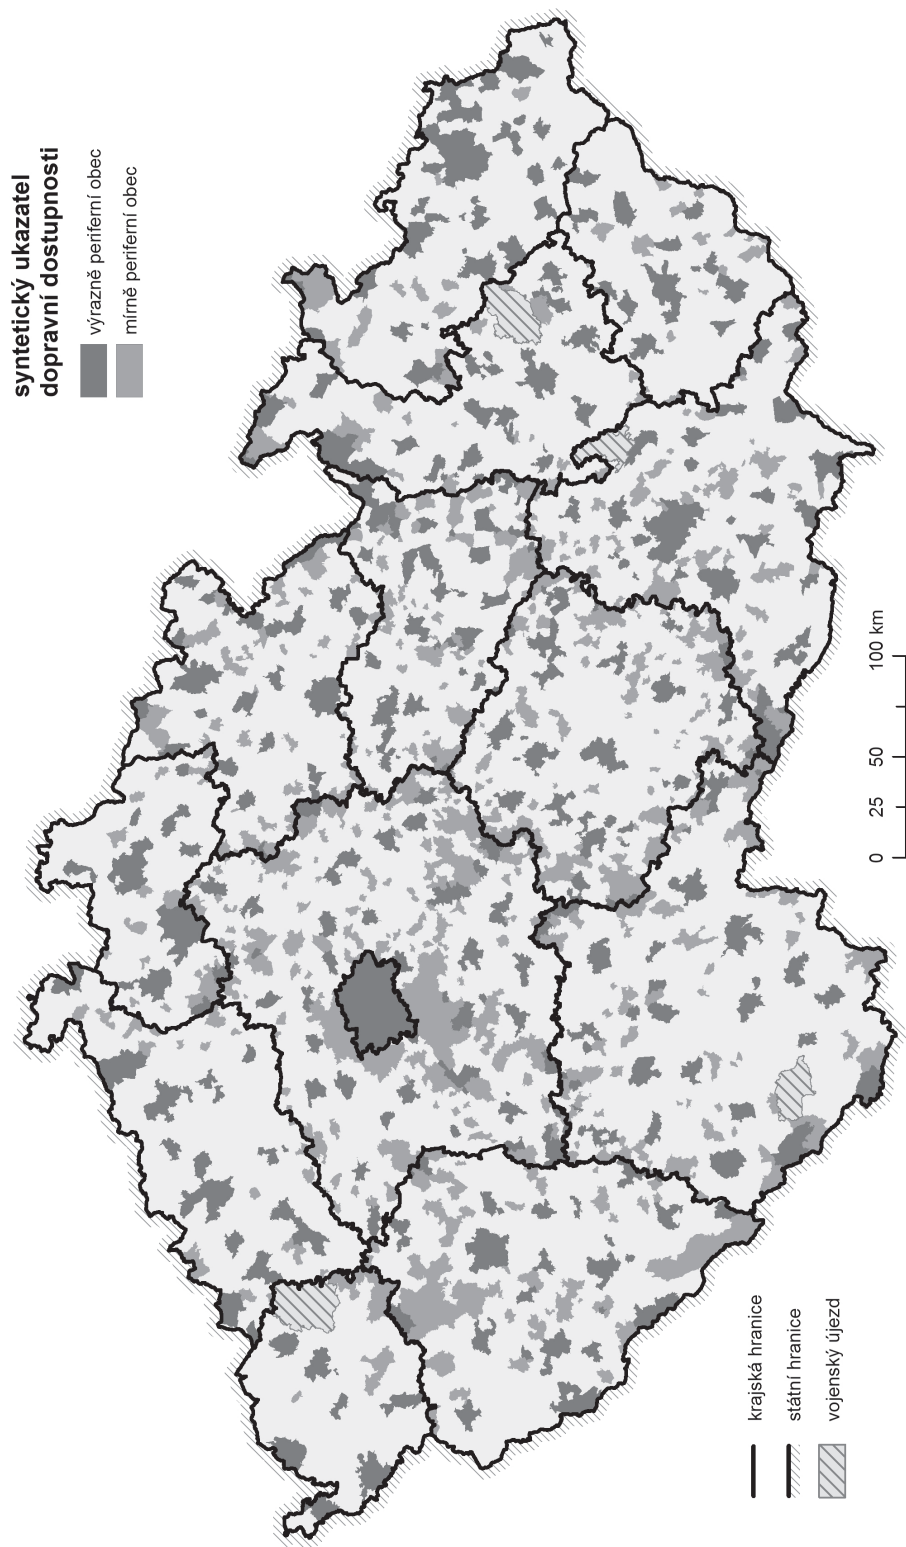 syntetický ukazatel
dopravní dostupnosti
výrazně periferní obec
mírně periferní obec
krajská hranice
státní hranice
vojenský újezd
0 25 50 100 km